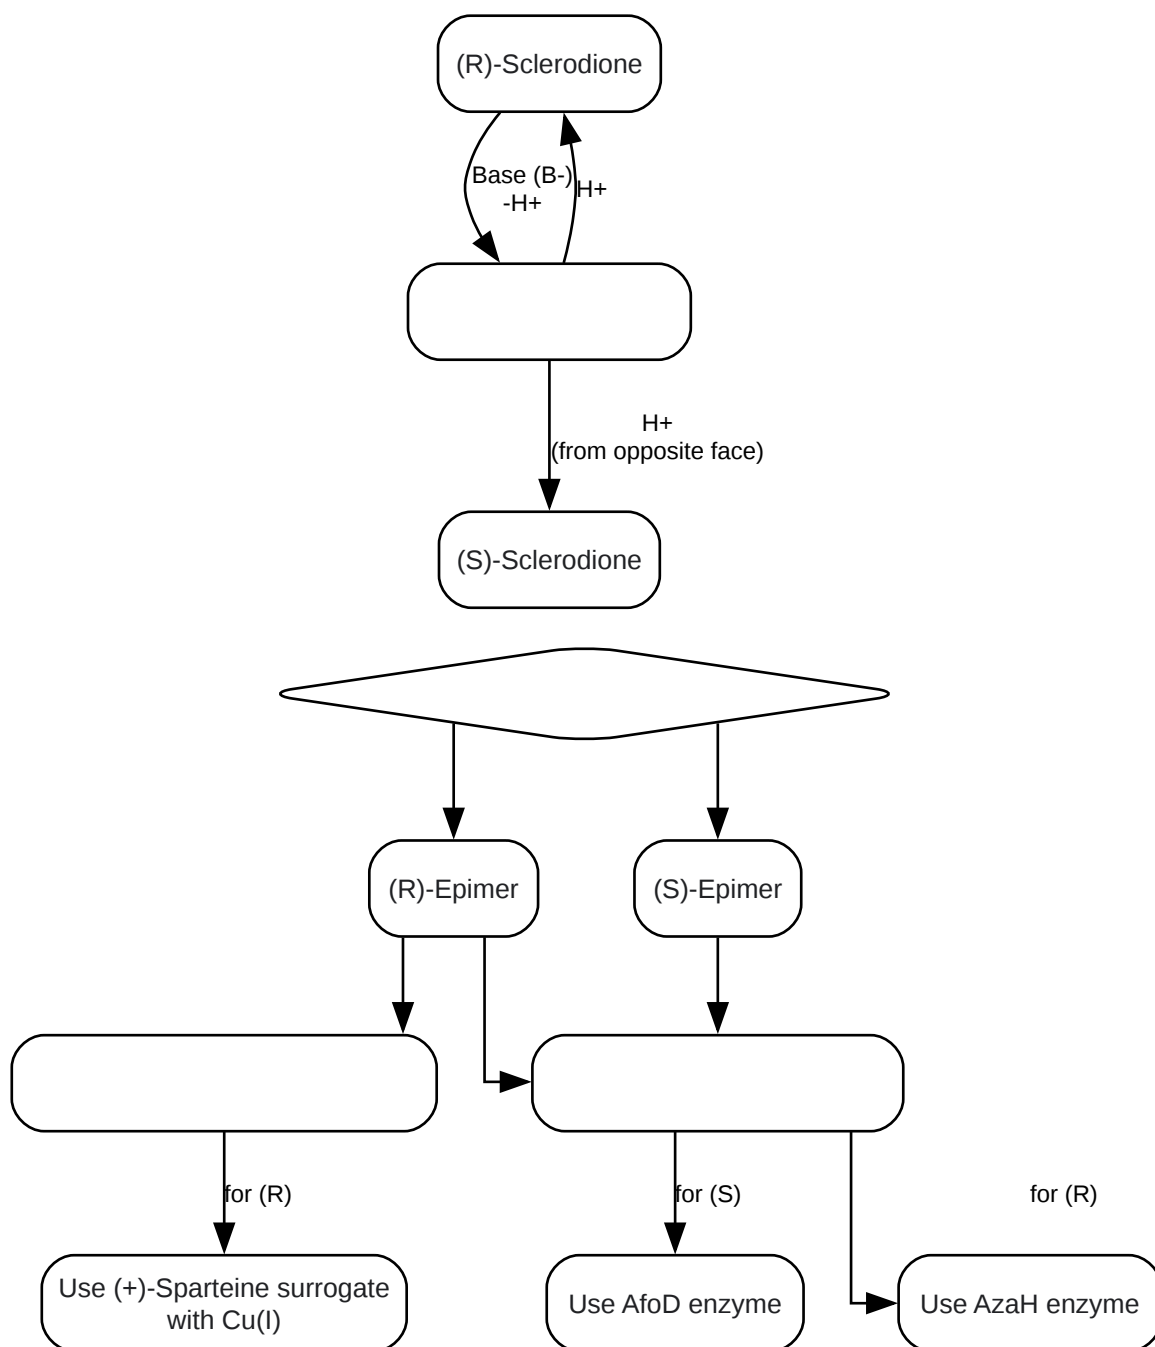 (R)-Sclerodione
Base (B-)
-H+
H+
H+
(from opposite face)
(S)-Sclerodione
(R)-Epimer
(S)-Epimer
for (R)
for (S)
for (R)
Use (+)-Sparteine surrogate
with Cu(I)
Use AfoD enzyme
Use AzaH enzyme